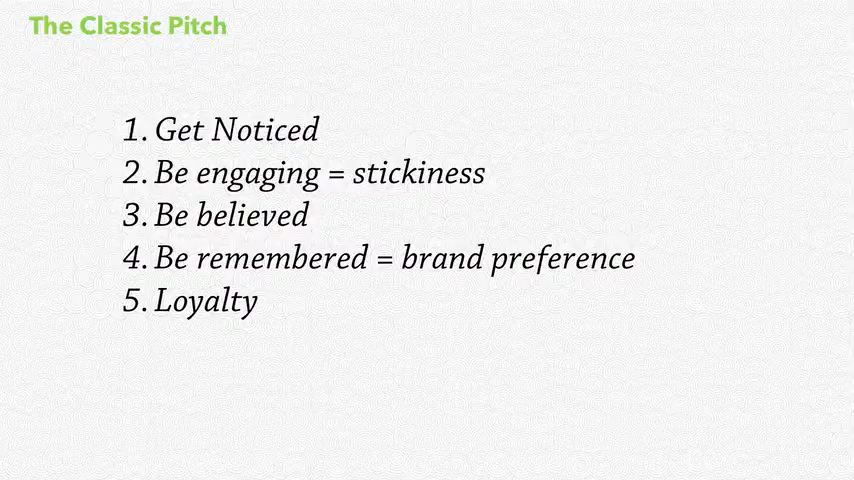 The Classic Pitch
1. Get Noticed
2. Be engaging = stickiness
3. Be believed
4. Be remembered = brand preference
5. Loyalty